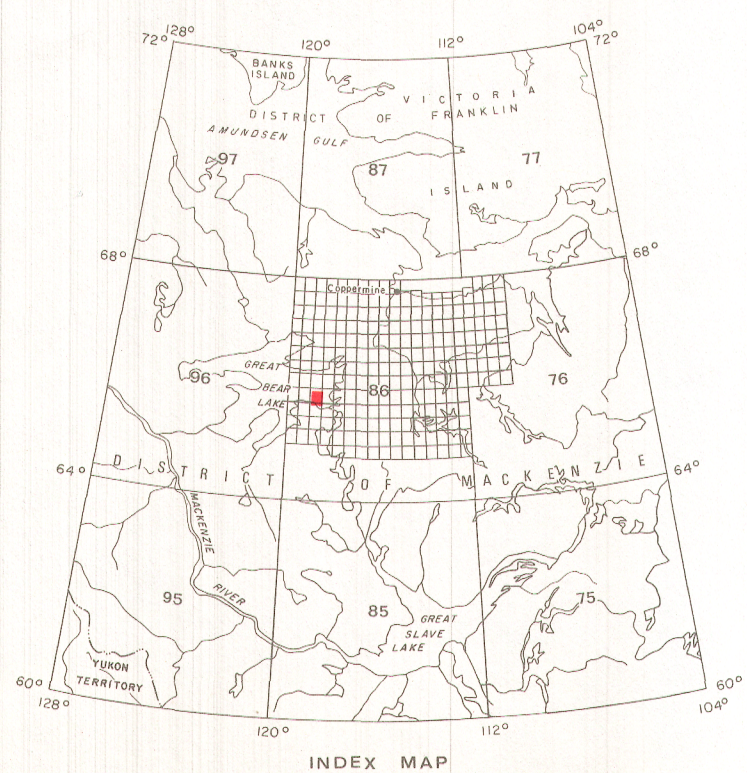 128°
72°
120°
112°
104°
72°
BANKS
ISLAND
VICTORIA
DISTRICT OF FRANKLIN
AMUNDSEN GULF
97
87
77
ISLAND
68°
68°
Coppermine
GREAT
96
BEAR
86
76
LAKE
64°
DISTRICT OF MACKENZIE
64°
MACKENZIE
RIVER
95
85
75
GREAT
SLAVE
LAKE
YUKON
TERRITORY
60°
128°
60°
104°
120°
112°
INDEX MAP